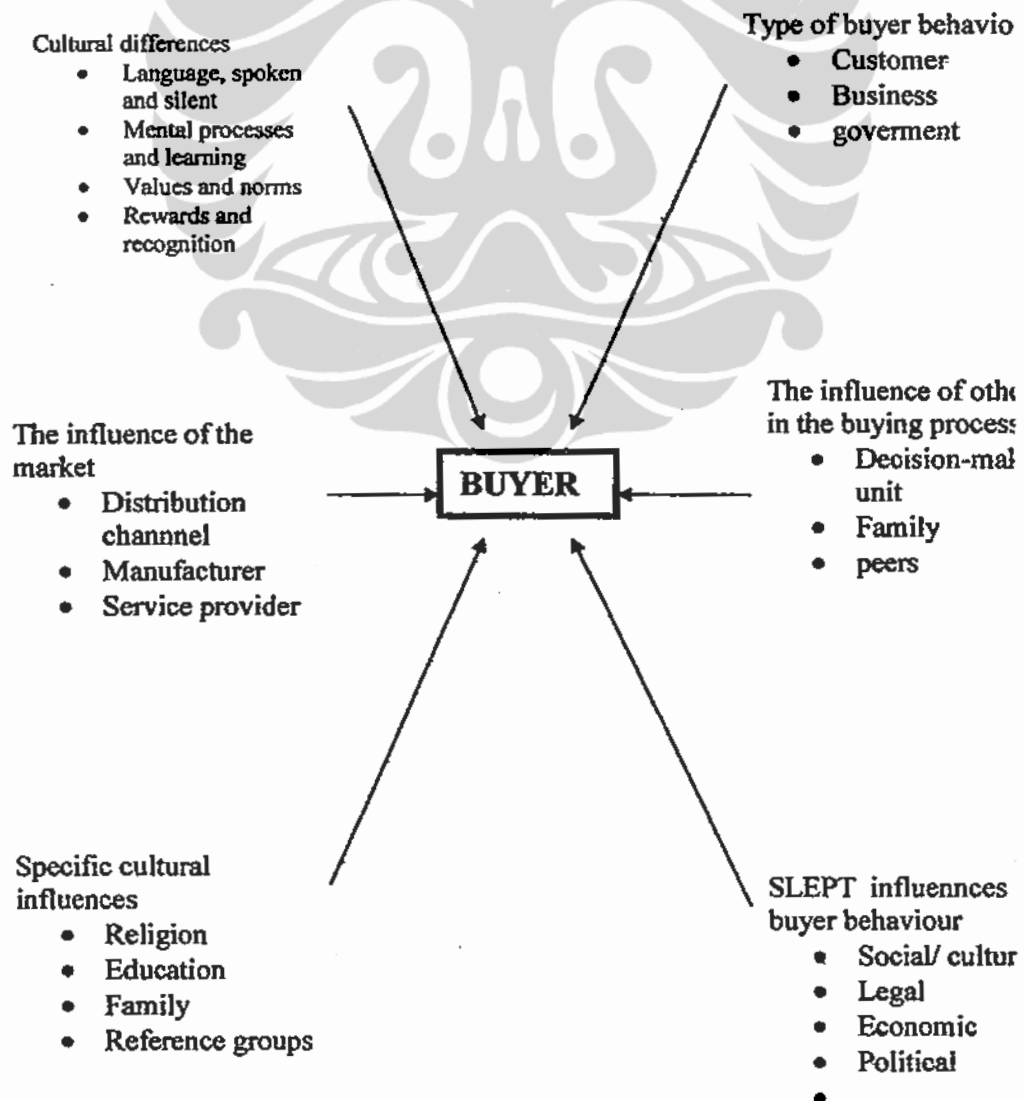 Cultural differences
• Language, spoken
and silent
• Mental processes
and learning
• Values and norms
• Rewards and
recognition
Type of buyer behavio
• Customer
• Business
• goverment
The influence of the
market
• Distribution
channnel
• Manufacturer
• Service provider
BUYER
The influence of othe
in the buying process
• Decision-mak
unit
• Family
• peers
Specific cultural
influences
• Religion
• Education
• Family
• Reference groups
SLEPT influennces
buyer behaviour
• Social/ cultur
• Legal
• Economic
• Political
•